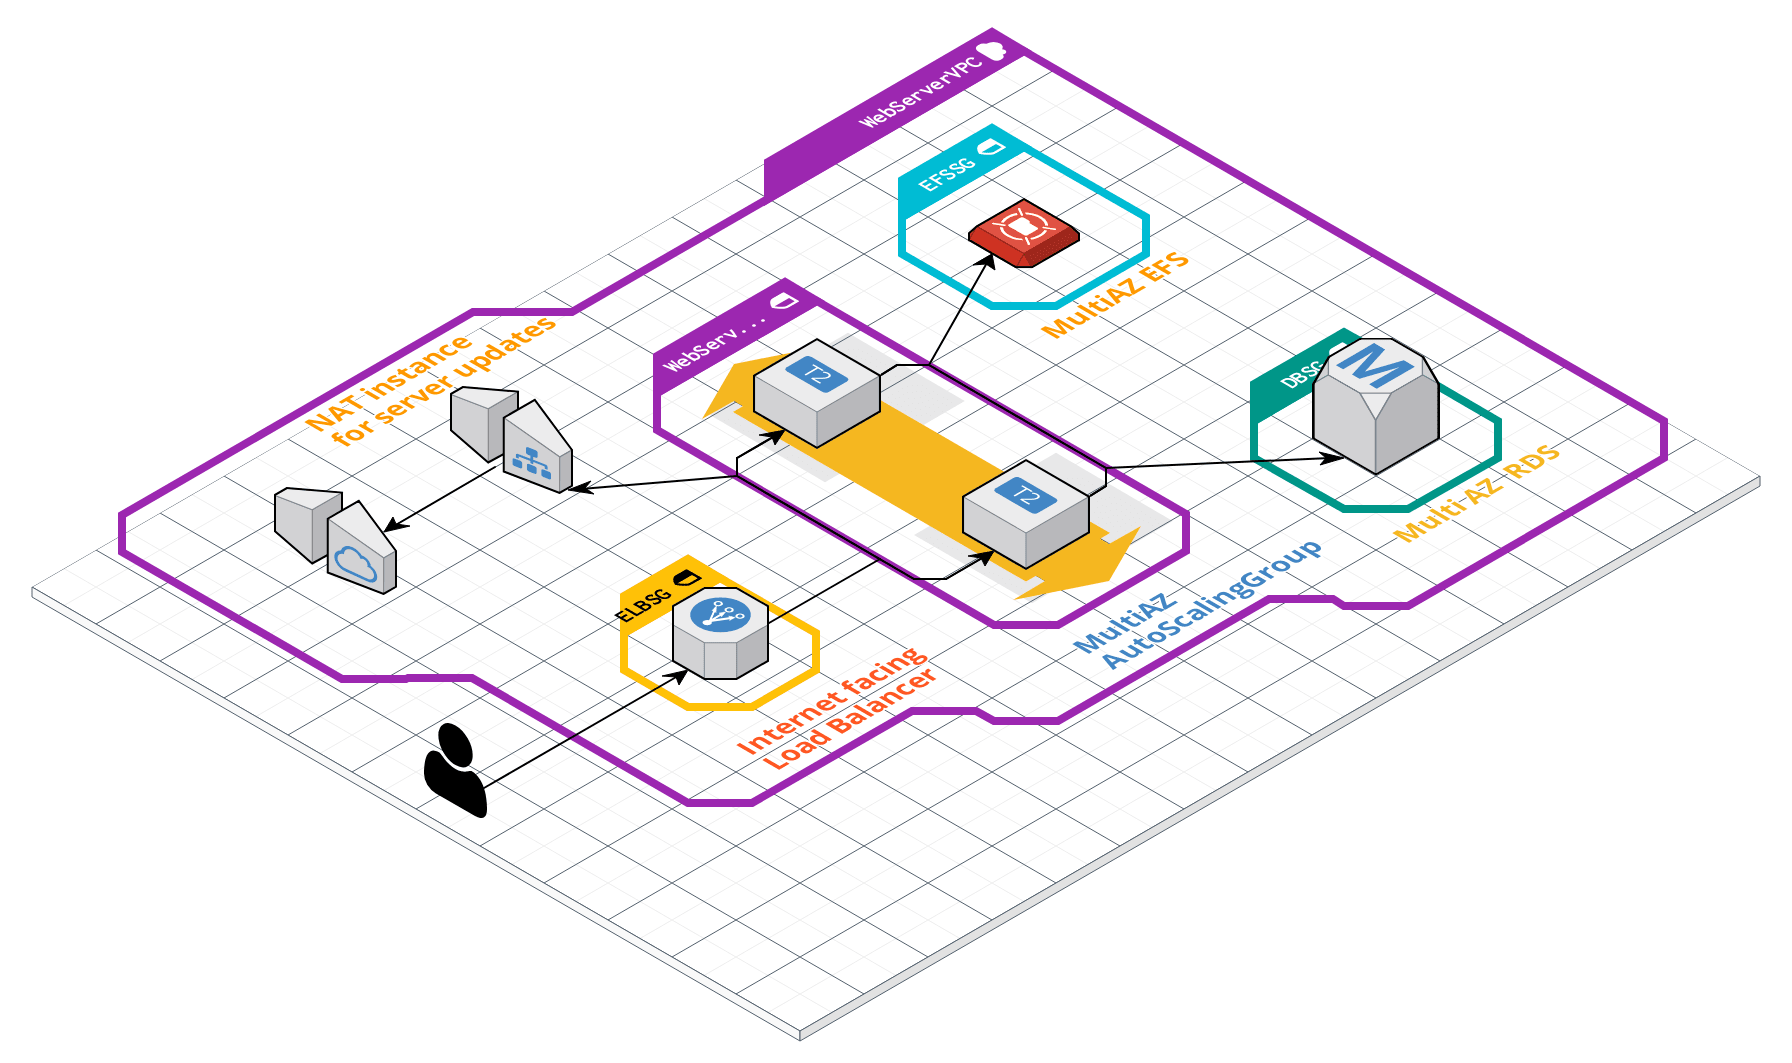 WebServerVPC
EFSSG
MultiAZ EFS
WebServ...
T2
T2
NAT instance
for server updates
DBSG
M
Multi AZ RDS
MultiAZ
AutoScalingGroup
ELBSG
Internet facing
Load Balancer